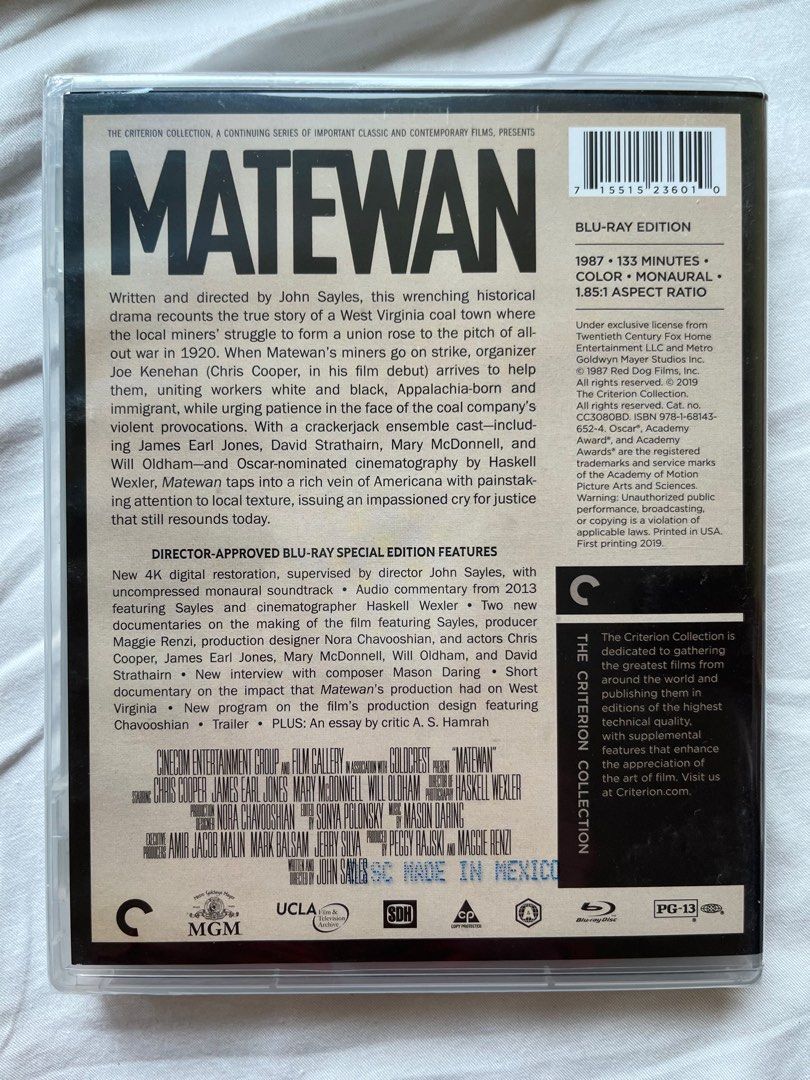 THE CRITERION COLLECTION, A CONTINUING SERIES OF IMPORTANT CLASSIC AND CONTEMPORARY FILMS, PRESENTS
MATEWAN
Written and directed by John Sayles, this wrenching historical
drama recounts the true story of a West Virginia coal town where
the local miners' struggle to form a union rose to the pitch of all-
out war in 1920. When Matewan's miners go on strike, organizer
Joe Kenehan (Chris Cooper, in his film debut) arrives to help
them, uniting workers white and black, Appalachia-born and
immigrant, while urging patience in the face of the coal company's
violent provocations. With a crackerjack ensemble cast—includ-
ing James Earl Jones, David Strathairn, Mary McDonnell, and
Will Oldham—and Oscar-nominated cinematography by Haskell
Wexler, Matewan taps into a rich vein of Americana with painstak-
ing attention to local texture, issuing an impassioned cry for justice
that still resounds today.
DIRECTOR-APPROVED BLU-RAY SPECIAL EDITION FEATURES
New 4K digital restoration, supervised by director John Sayles, with
uncompressed monaural soundtrack • Audio commentary from 2013
featuring Sayles and cinematographer Haskell Wexler • Two new
documentaries on the making of the film featuring Sayles, producer
Maggie Renzi, production designer Nora Chavooshian, and actors Chris
Cooper, James Earl Jones, Mary McDonnell, Will Oldham, and David
Strathairn • New interview with composer Mason Daring • Short
documentary on the impact that Matewan's production had on West
Virginia • New program on the film's production design featuring
Chavooshian • Trailer • PLUS: An essay by critic A. S. Hamrah
CINECOM ENTERTAINMENT GROUP AND FILM GALLERY IN ASSOCIATION WITH GOLDCREST PRESENT "MATEWAN"
STARRING CHRIS COOPER JAMES EARL JONES MARY MCDONNELL WILL OLDHAM DIRECTOR OF PHOTOGRAPHY HASKELL WEXLER
PRODUCTION DESIGNER NORA CHAVOOSHIAN EDITED BY SONYA POLONSKY MUSIC BY MASON DARING
EXECUTIVE PRODUCERS AMIR JACOB MALIN MARK BALSAM JERRY SILVA PRODUCED BY PEGGY RAJSKI AND MAGGIE RENZI
WRITTEN AND DIRECTED BY JOHN SAYLES
DISC MADE IN MEXICO
7 15515 23601 0
BLU-RAY EDITION
1987 • 133 MINUTES •
COLOR • MONAURAL •
1.85:1 ASPECT RATIO
Under exclusive license from
Twentieth Century Fox Home
Entertainment LLC and Metro
Goldwyn Mayer Studios Inc.
© 1987 Red Dog Films, Inc.
All rights reserved. © 2019
The Criterion Collection.
All rights reserved. Cat. no.
CC3080BD. ISBN 978-1-68143-
652-4. Oscar®, Academy
Award®, and Academy
Awards® are the registered
trademarks and service marks
of the Academy of Motion
Picture Arts and Sciences.
Warning: Unauthorized public
performance, broadcasting,
or copying is a violation of
applicable laws. Printed in USA.
First printing 2019.
THE CRITERION COLLECTION
The Criterion Collection is
dedicated to gathering
the greatest films from
around the world and
publishing them in
editions of the highest
technical quality,
with supplemental
features that enhance
the appreciation of
the art of film. Visit us
at Criterion.com.
Metro Goldwyn Mayer
MGM
UCLA Film &
Television
Archive
SDH
CP
COPY PROTECTED
A
Blu-ray Disc
PG-13